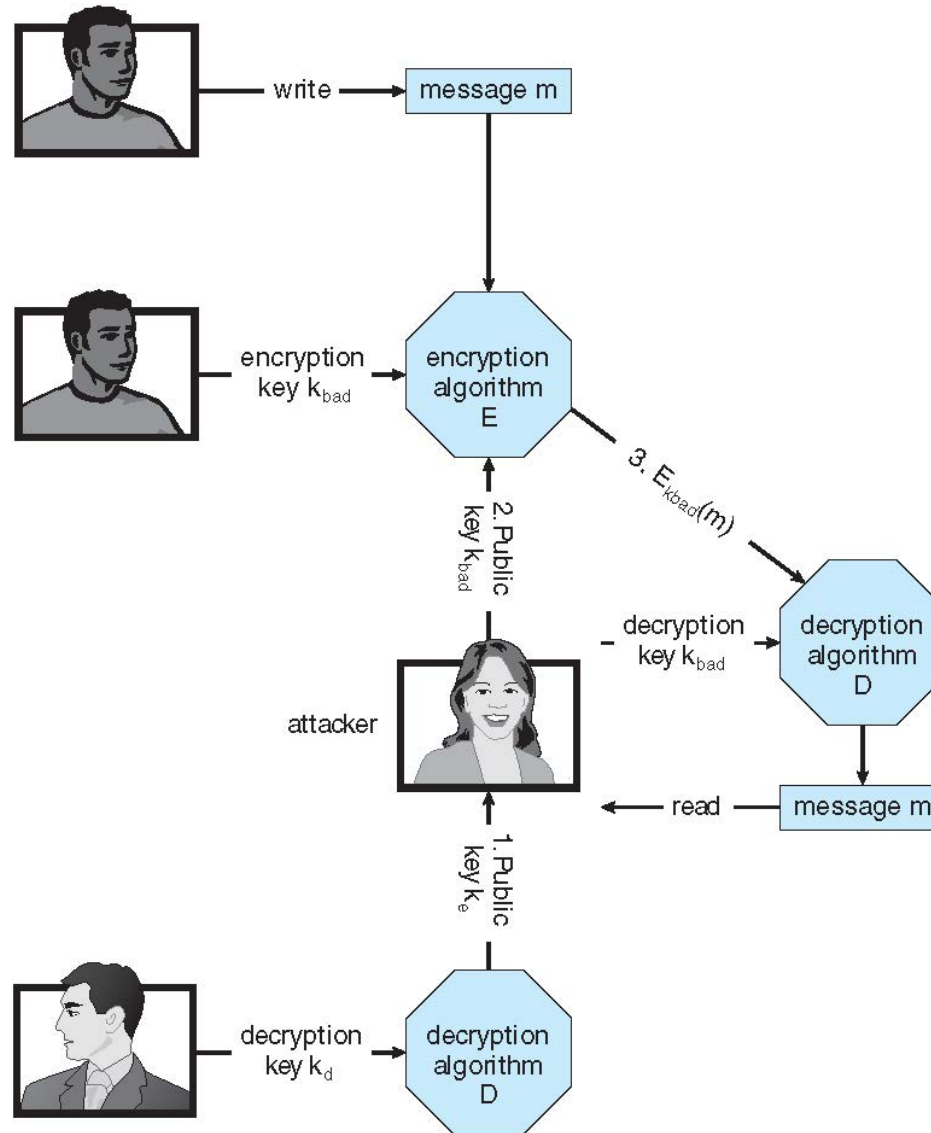 write
message m
encryption
key k_bad
encryption
algorithm
E
3. E_kbad(m)
2. Public
key k_bad
decryption
key k_bad
decryption
algorithm
D
attacker
read
message m
1. Public
key k_e
decryption
key k_d
decryption
algorithm
D